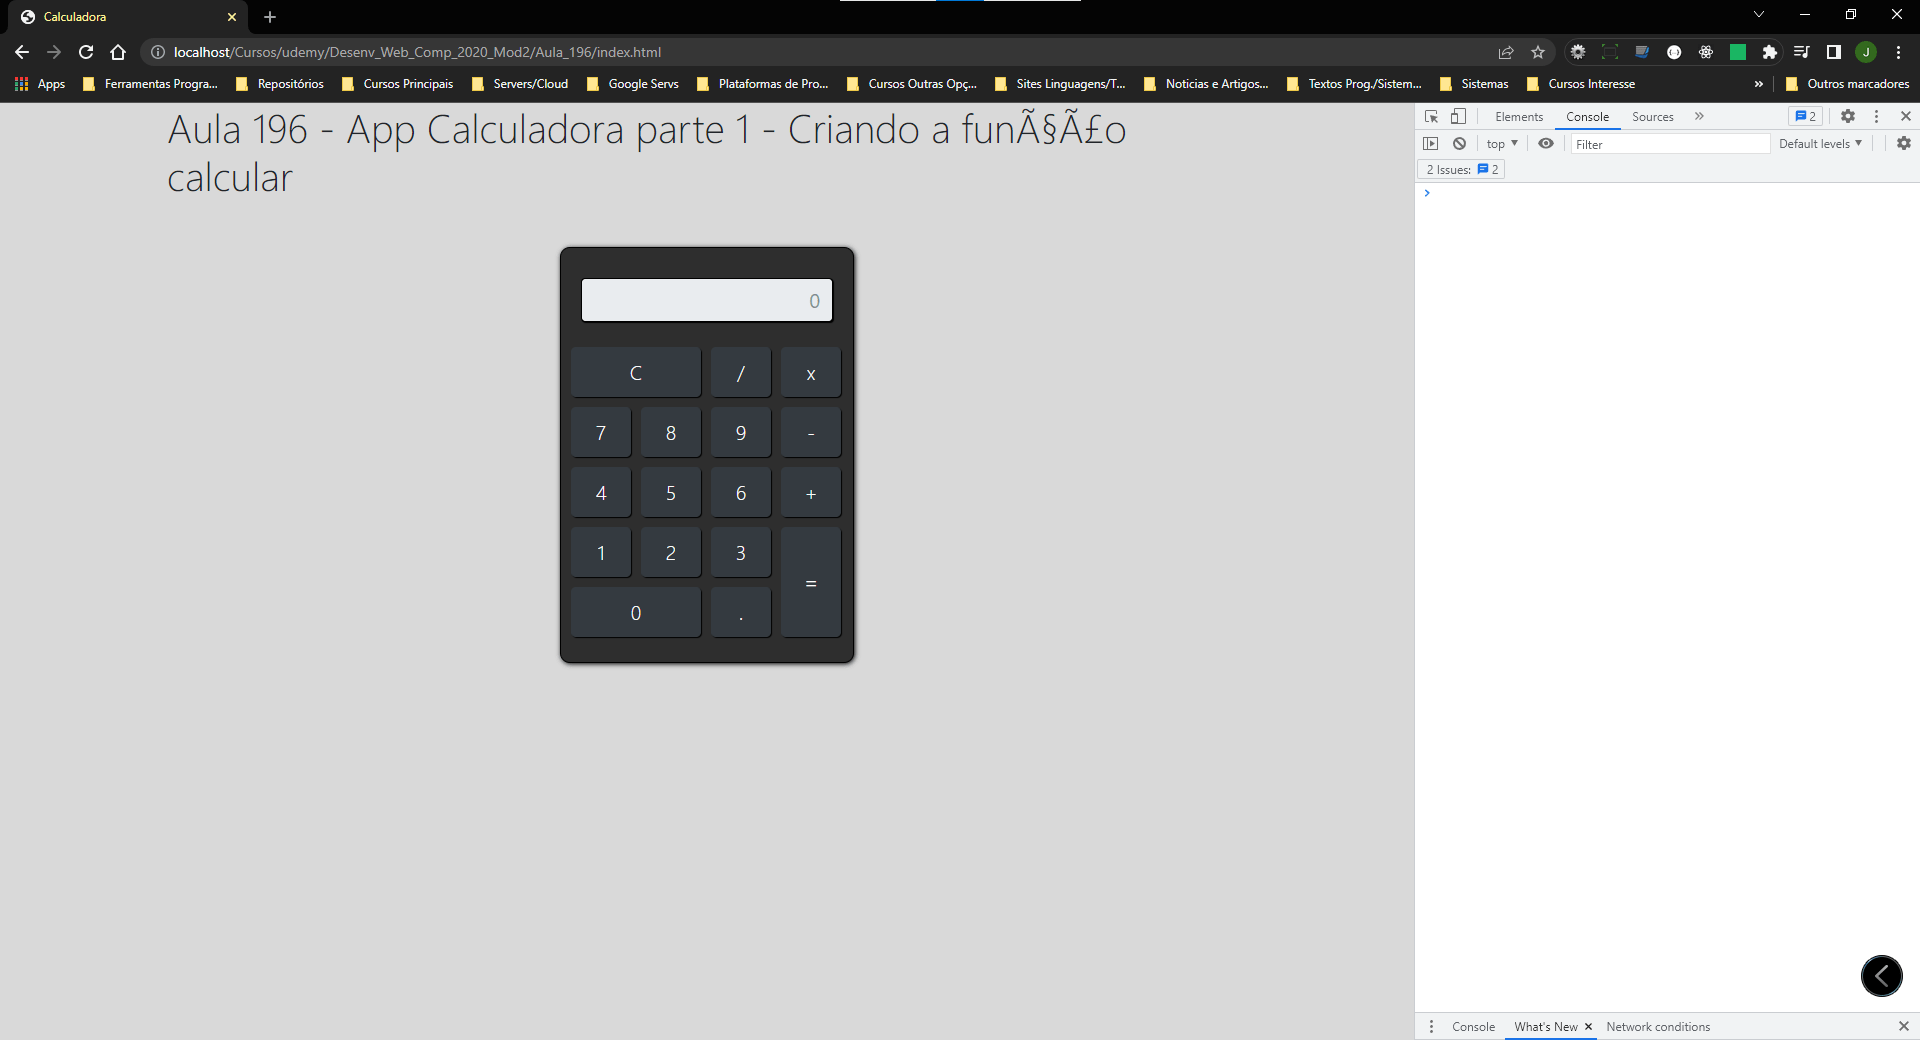 Calculadora
localhost/Cursos/udemy/Desenv_Web_Comp_2020_Mod2/Aula_196/index.html
J
Apps Ferramentas Progra... Repositórios Cursos Principais Servers/Cloud Google Servs Plataformas de Pro... Cursos Outras Opç... Sites Linguagens/T... Noticias e Artigos... Textos Prog./Sistem... Sistemas Cursos Interesse » Outros marcadores
Aula 196 - App Calculadora parte 1 - Criando a funÃ§Ã£o
calcular
0
C / x
7 8 9 -
4 5 6 +
1 2 3
=
0 .
Elements Console Sources » 2
top Filter Default levels
2 Issues: 2
Console What's New Network conditions